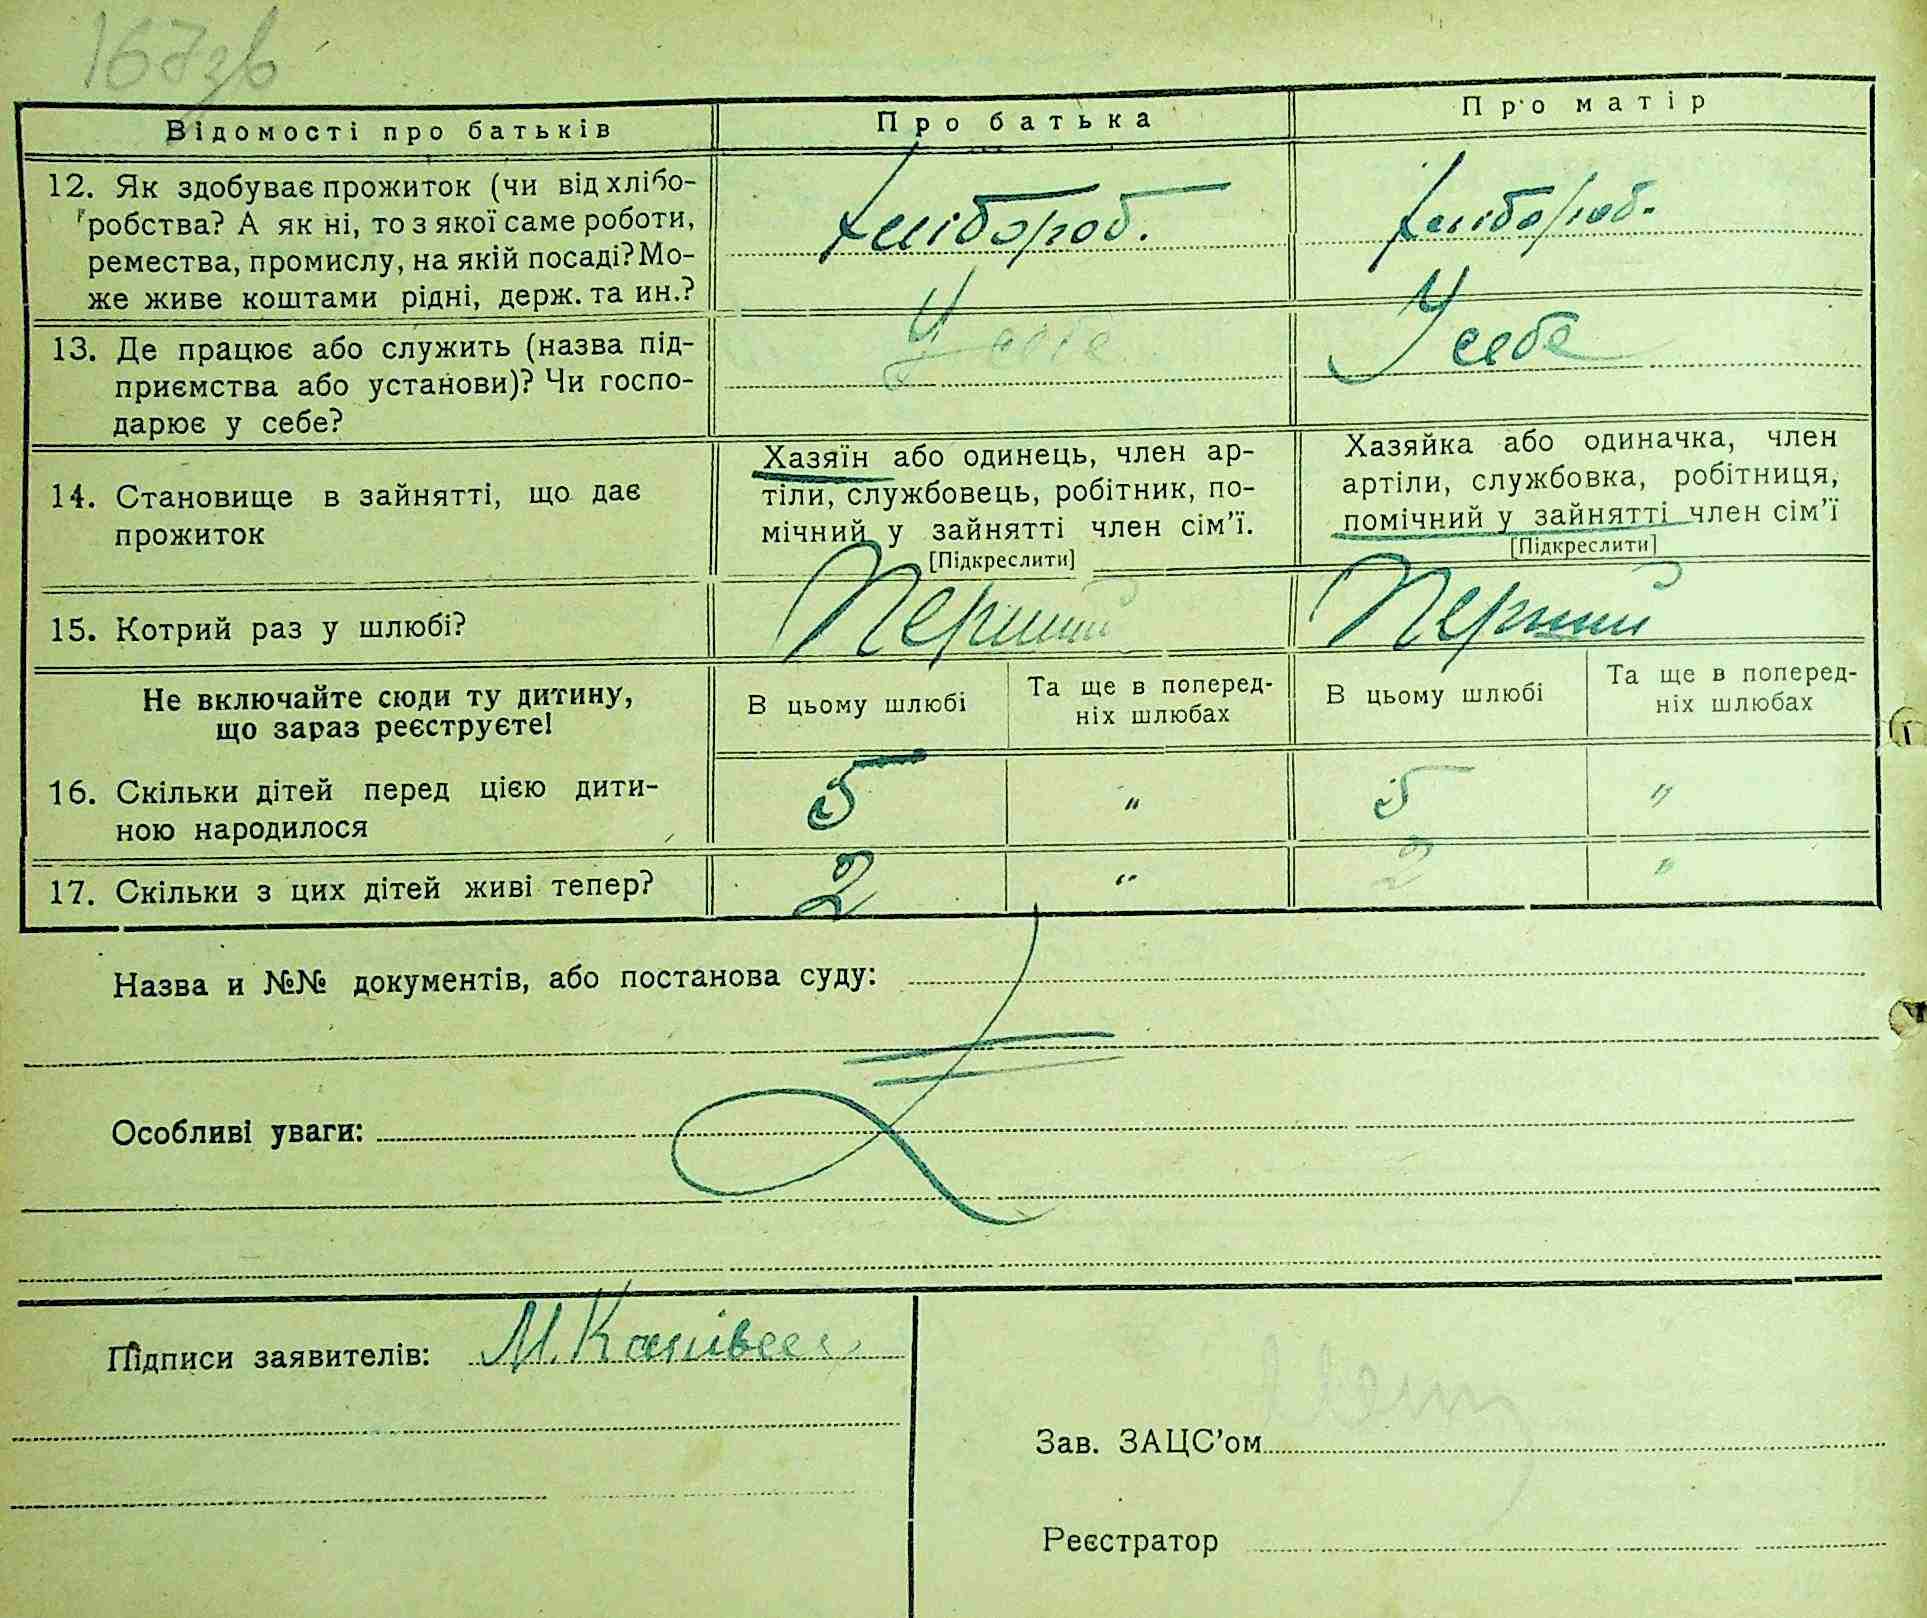 167зв
Відомості про батьків
Про батька
Про матір
12. Як здобуває прожиток (чи від хлібо-
робства? А як ні, то з якої саме роботи,
ремества, промислу, на якій посаді? Мо-
же живе коштами рідні, держ. та ин.?
хлібороб.
хлібороб.
13. Де працює або служить (назва під-
приємства або установи)? Чи госпо-
дарює у себе?
У себе
У себе
14. Становище в зайнятті, що дає
прожиток
Хазяїн або одинець, член ар-
тіли, службовець, робітник, по-
мічний у зайнятті член сім'ї.
[Підкреслити]
Хазяйка або одиначка, член
артіли, службовка, робітниця,
помічний у зайнятті член сім'ї
[Підкреслити]
15. Котрий раз у шлюбі?
Перший
Перший
Не включайте сюди ту дитину,
що зараз реєструєте!
В цьому шлюбі
Та ще в поперед-
ніх шлюбах
В цьому шлюбі
Та ще в поперед-
ніх шлюбах
16. Скільки дітей перед цією дити-
ною народилося
5 " 5 "
17. Скільки з цих дітей живі тепер?
2 " 2 "
Назва и №№ документів, або постанова суду:
Особливі уваги:
Підписи заявителів: М. Канівец
Зав. ЗАЦС'ом
Реєстратор